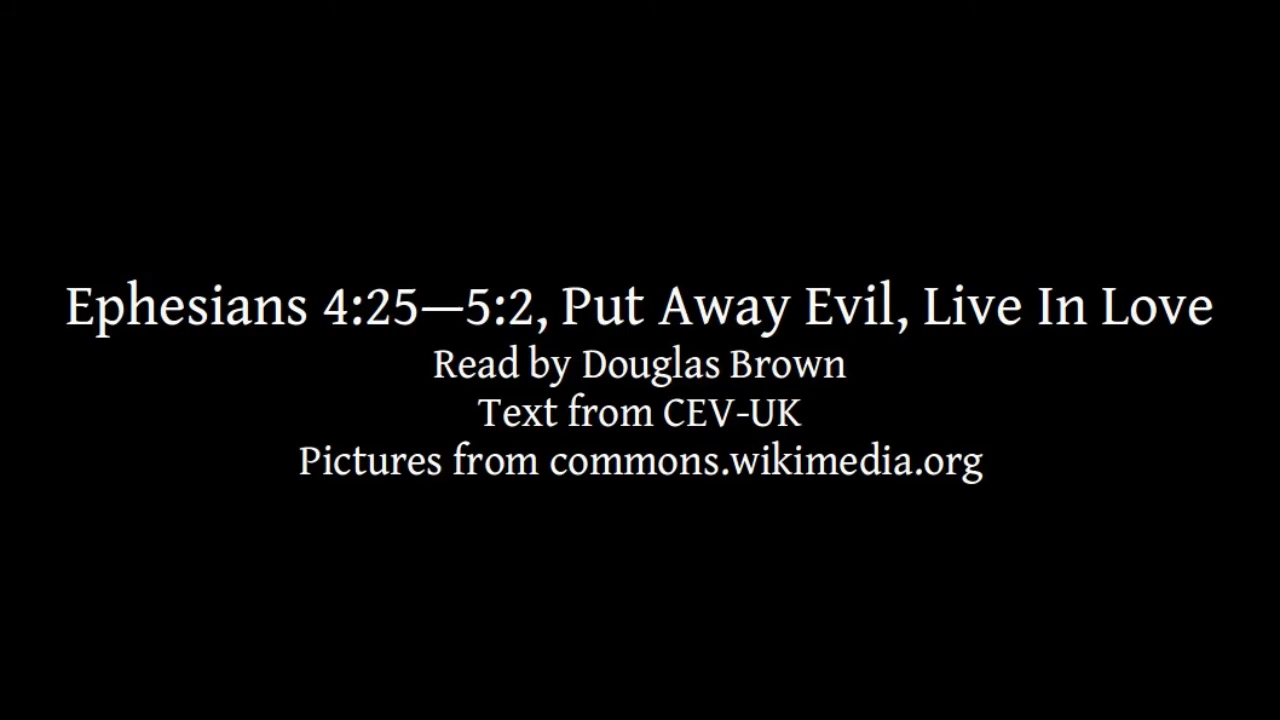 Ephesians 4:25—5:2, Put Away Evil, Live In Love
Read by Douglas Brown
Text from CEV-UK
Pictures from commons.wikimedia.org